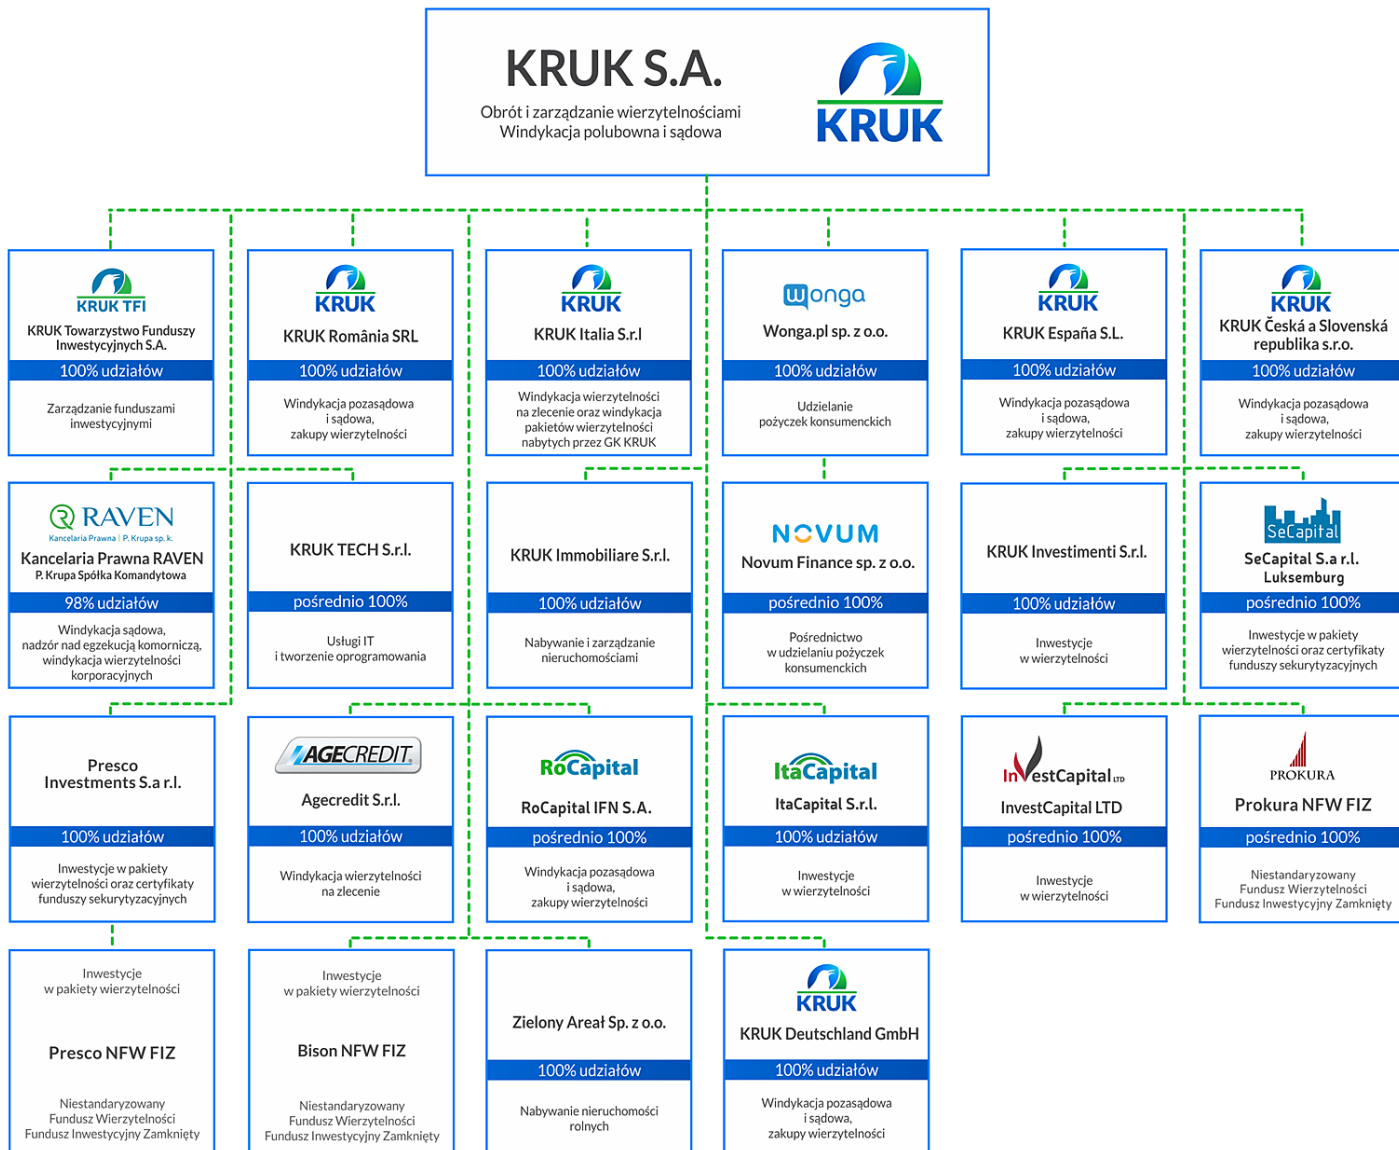 KRUK S.A.
Obrót i zarządzanie wierzytelnościami
Windykacja polubowna i sądowa
KRUK
KRUK TFI
KRUK Towarzystwo Funduszy
Inwestycyjnych S.A.
100% udziałów
Zarządzanie funduszami
inwestycyjnymi
KRUK
KRUK România SRL
100% udziałów
Windykacja pozasądowa
i sądowa,
zakupy wierzytelności
KRUK
KRUK Italia S.r.l
100% udziałów
Windykacja wierzytelności
na zlecenie oraz windykacja
pakietów wierzytelności
nabytych przez GK KRUK
wonga
Wonga.pl sp. z o.o.
100% udziałów
Udzielanie
pożyczek konsumenckich
KRUK
KRUK España S.L.
100% udziałów
Windykacja pozasądowa
i sądowa,
zakupy wierzytelności
KRUK
KRUK Česká a Slovenská
republika s.r.o.
100% udziałów
Windykacja pozasądowa
i sądowa,
zakupy wierzytelności
RAVEN
Kancelaria Prawna | P. Krupa sp. k.
Kancelaria Prawna RAVEN
P. Krupa Spółka Komandytowa
98% udziałów
Windykacja sądowa,
nadzór nad egzekucją komorniczą,
windykacja wierzytelności
korporacyjnych
KRUK TECH S.r.l.
pośrednio 100%
Usługi IT
i tworzenie oprogramowania
KRUK Immobiliare S.r.l.
100% udziałów
Nabywanie i zarządzanie
nieruchomościami
NOVUM
Novum Finance sp. z o.o.
pośrednio 100%
Pośrednictwo
w udzielaniu pożyczek
konsumenckich
KRUK Investimenti S.r.l.
100% udziałów
Inwestycje
w wierzytelności
SeCapital
SeCapital S.a r.l.
Luksemburg
pośrednio 100%
Inwestycje w pakiety
wierzytelności oraz certyfikaty
funduszy sekurytyzacyjnych
Presco
Investments S.a r.l.
100% udziałów
Inwestycje w pakiety
wierzytelności oraz certyfikaty
funduszy sekurytyzacyjnych
AGECREDIT®
Agecredit S.r.l.
100% udziałów
Windykacja wierzytelności
na zlecenie
RoCapital
RoCapital IFN S.A.
pośrednio 100%
Windykacja pozasądowa
i sądowa,
zakupy wierzytelności
ItaCapital
ItaCapital S.r.l.
100% udziałów
Inwestycje
w wierzytelności
InvestCapital LTD
InvestCapital LTD
pośrednio 100%
Inwestycje
w wierzytelności
PROKURA
Prokura NFW FIZ
pośrednio 100%
Niestandaryzowany
Fundusz Wierzytelności
Fundusz Inwestycyjny Zamknięty
Inwestycje
w pakiety wierzytelności
Presco NFW FIZ
Niestandaryzowany
Fundusz Wierzytelności
Fundusz Inwestycyjny Zamknięty
Inwestycje
w pakiety wierzytelności
Bison NFW FIZ
Niestandaryzowany
Fundusz Wierzytelności
Fundusz Inwestycyjny Zamknięty
Zielony Areał Sp. z o.o.
100% udziałów
Nabywanie nieruchomości
rolnych
KRUK
KRUK Deutschland GmbH
100% udziałów
Windykacja pozasądowa
i sądowa,
zakupy wierzytelności